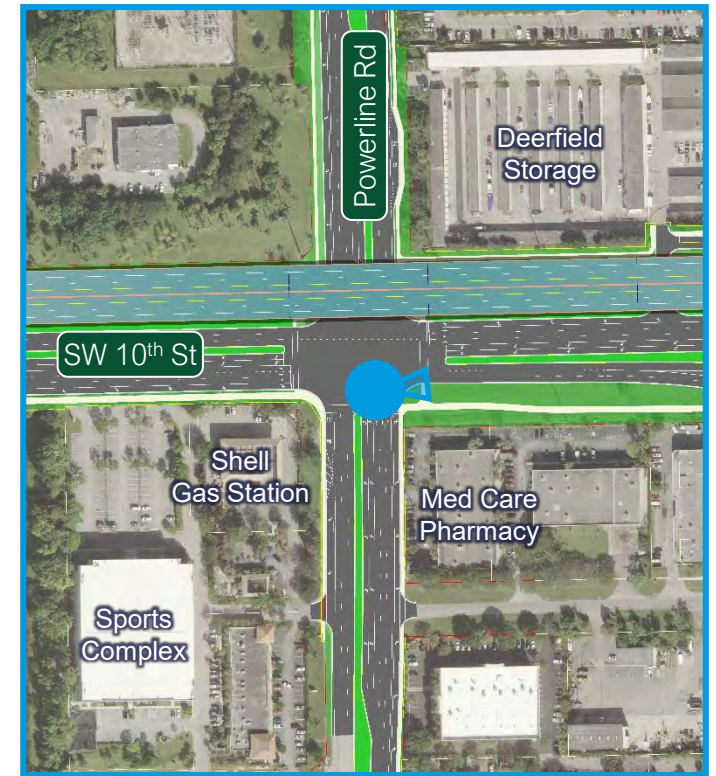 Powerline Rd
Deerfield
Storage
SW 10th St
Shell
Gas Station
Med Care
Pharmacy
Sports
Complex